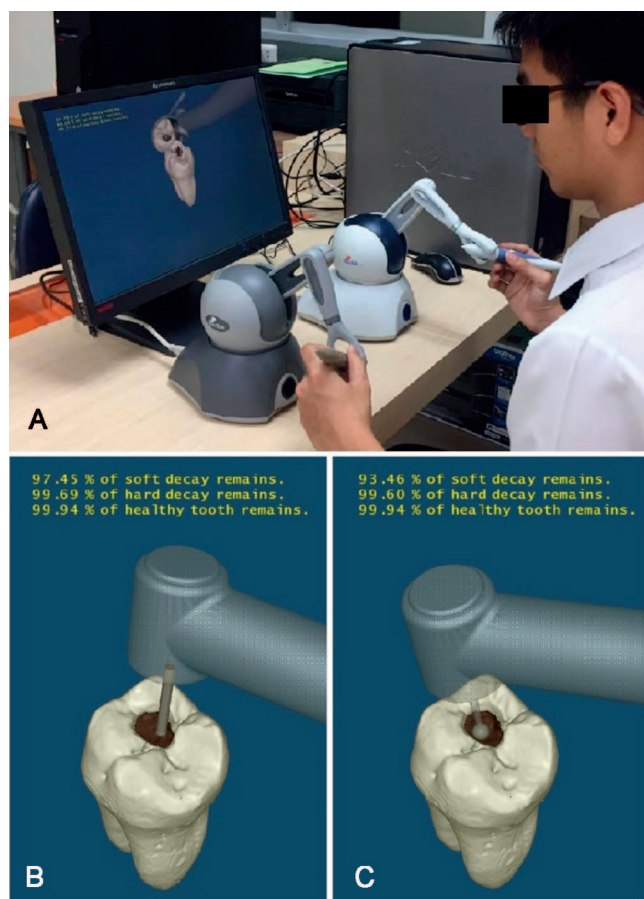 A
97.45 % of soft decay remains.
99.69 % of hard decay remains.
99.94 % of healthy tooth remains.
B
93.46 % of soft decay remains.
99.60 % of hard decay remains.
99.94 % of healthy tooth remains.
C